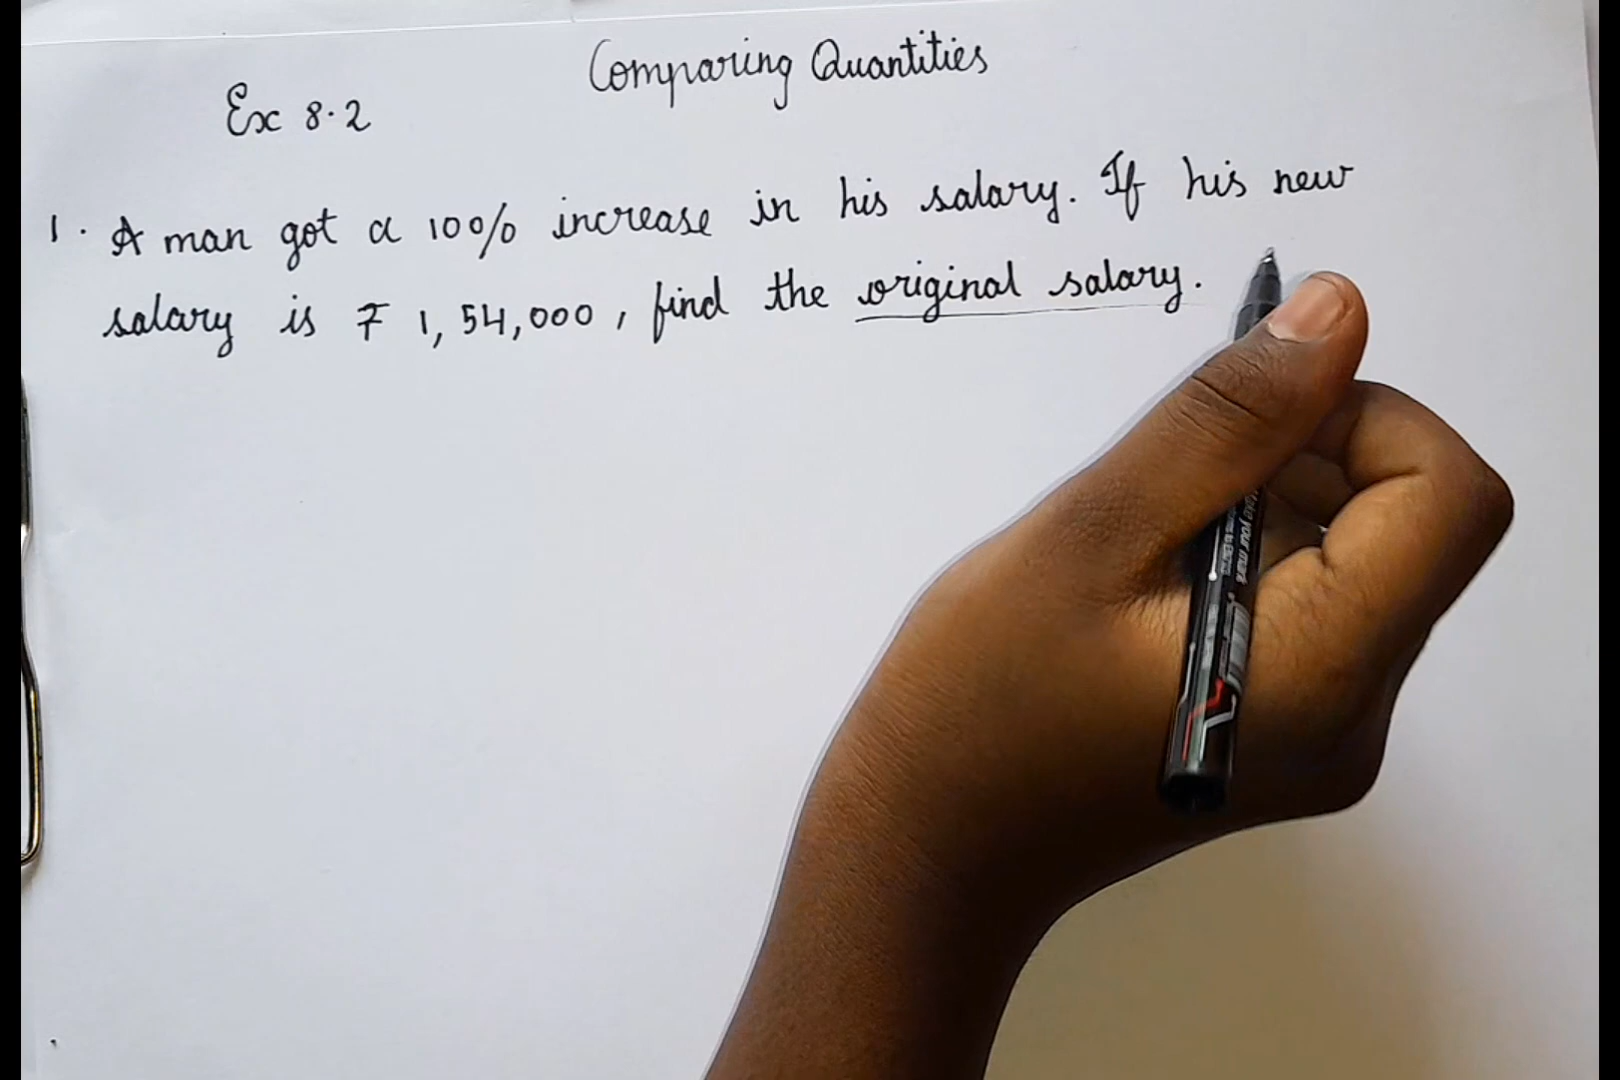 Comparing Quantities
Ex 8.2
1. A man got a 10% increase in his salary. If his new
salary is ₹ 1,54,000, find the original salary.